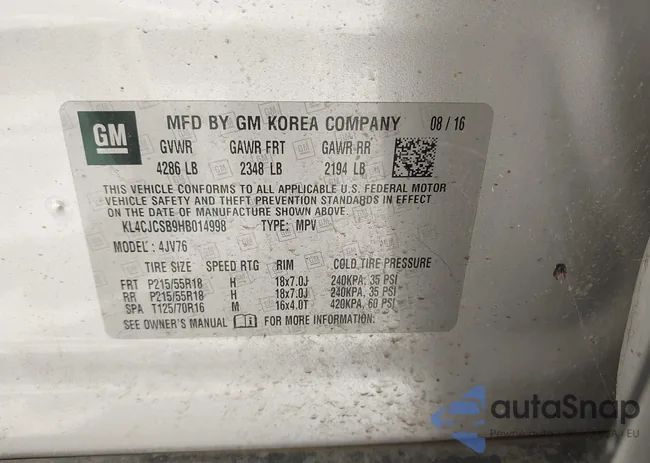 GM
MFD BY GM KOREA COMPANY 08/16
GVWR GAWR FRT GAWR RR
4286 LB 2348 LB 2194 LB
THIS VEHICLE CONFORMS TO ALL APPLICABLE U.S. FEDERAL MOTOR
VEHICLE SAFETY AND THEFT PREVENTION STANDARDS IN EFFECT
ON THE DATE OF MANUFACTURE SHOWN ABOVE.
KL4CJCSB9HB014998 TYPE: MPV
MODEL: 4JV76
TIRE SIZE SPEED RTG RIM COLD TIRE PRESSURE
FRT P215/55R18 H 18x7.0J 240KPA, 35 PSI
RR P215/55R18 H 18x7.0J 240KPA, 35 PSI
SPA T125/70R16 M 16x4.0T 420KPA, 60 PSI
SEE OWNER'S MANUAL FOR MORE INFORMATION.
autaSnap